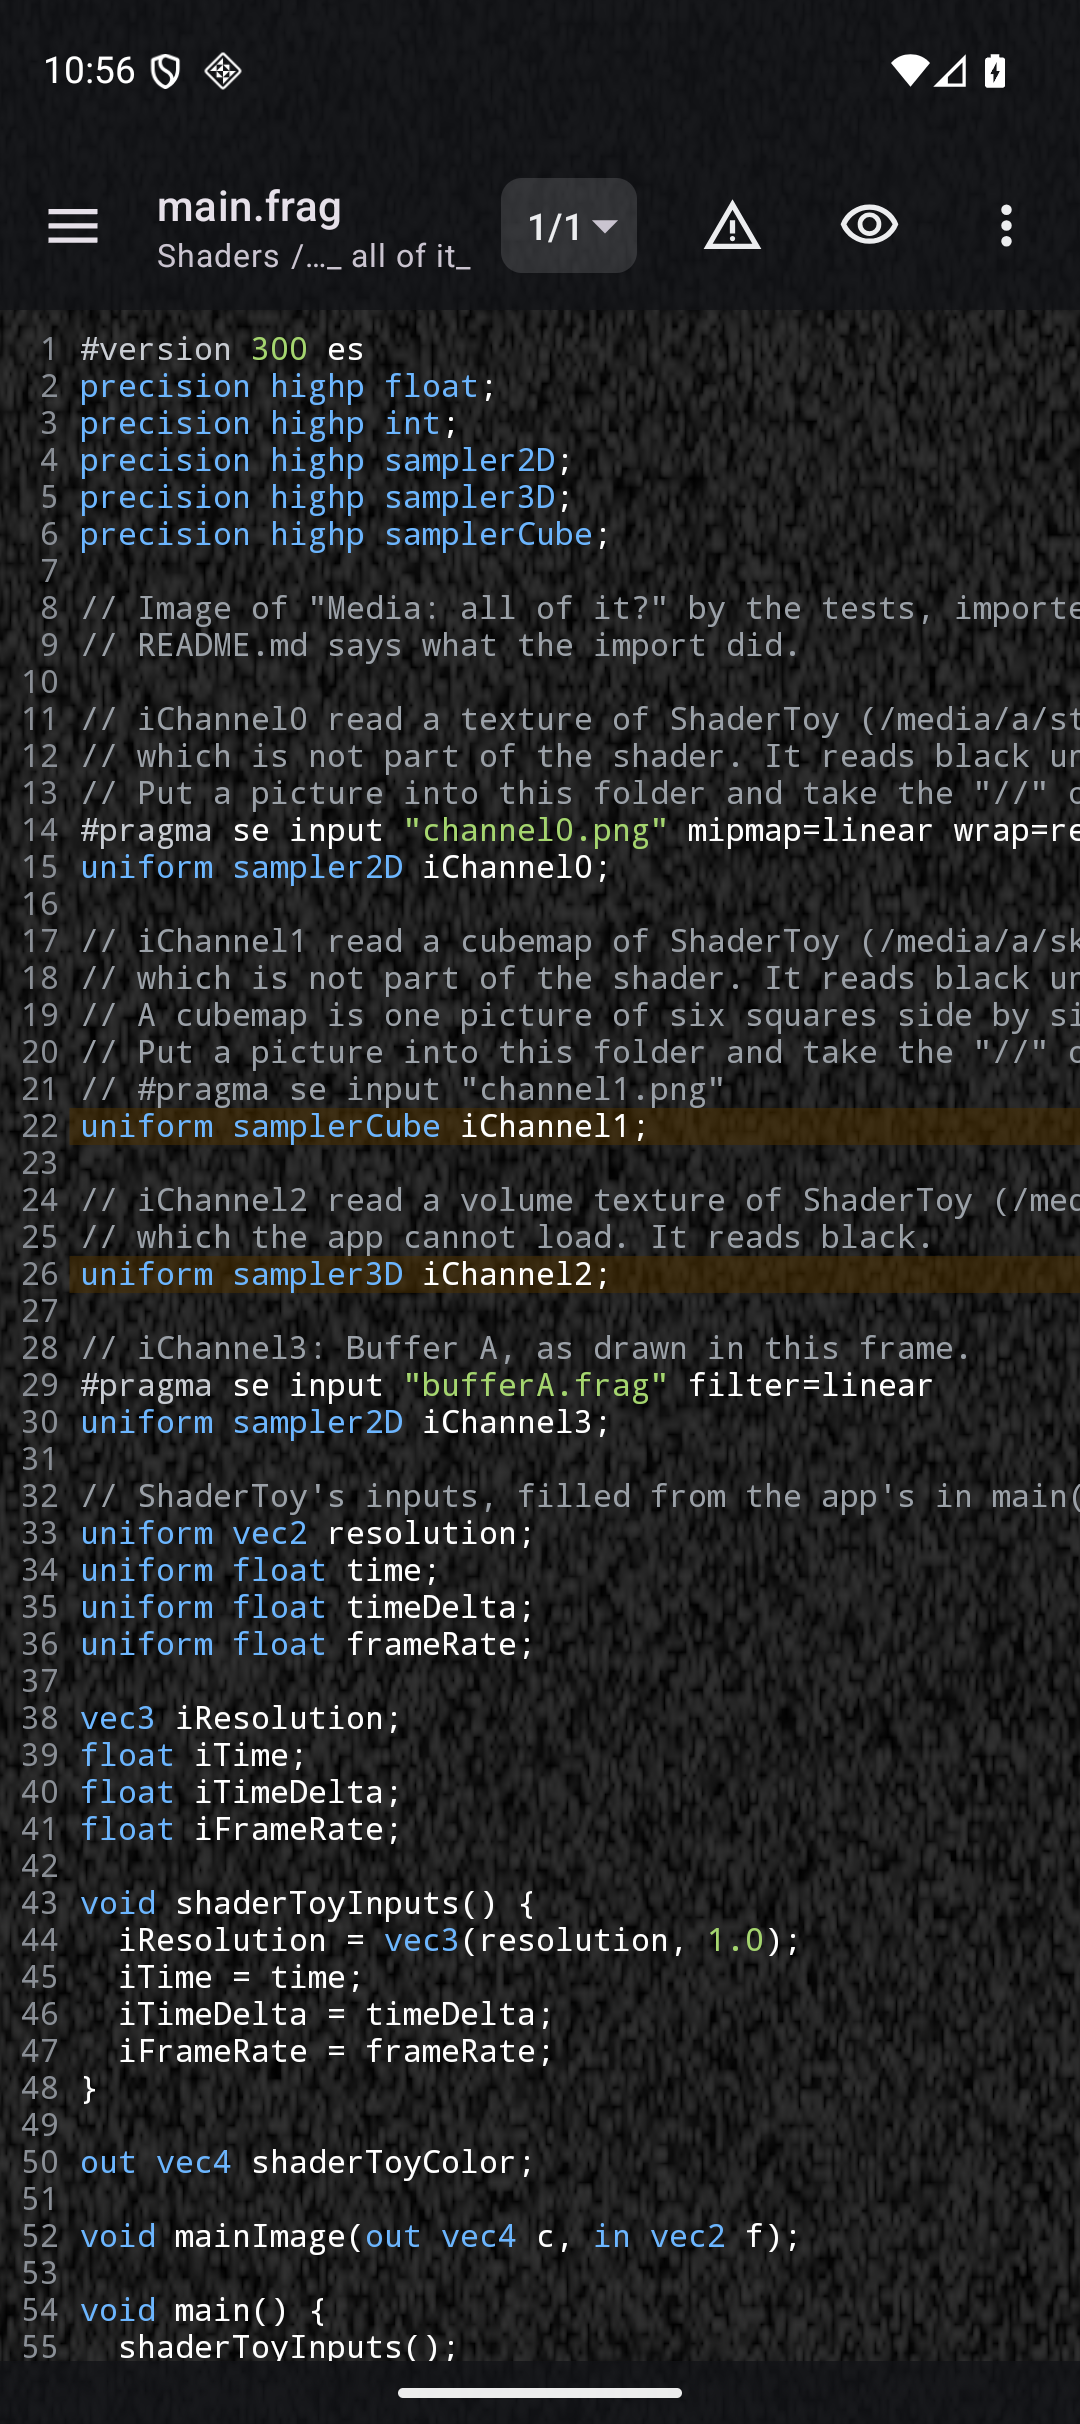 10:56
main.frag
Shaders /…_ all of it_
1/1
1 #version 300 es
2 precision highp float;
3 precision highp int;
4 precision highp sampler2D;
5 precision highp sampler3D;
6 precision highp samplerCube;
7
8 // Image of "Media: all of it?" by the tests, importe
9 // README.md says what the import did.
10
11 // iChannel0 read a texture of ShaderToy (/media/a/st
12 // which is not part of the shader. It reads black un
13 // Put a picture into this folder and take the "//" o
14 #pragma se input "channel0.png" mipmap=linear wrap=re
15 uniform sampler2D iChannel0;
16
17 // iChannel1 read a cubemap of ShaderToy (/media/a/sk
18 // which is not part of the shader. It reads black un
19 // A cubemap is one picture of six squares side by si
20 // Put a picture into this folder and take the "//" o
21 // #pragma se input "channel1.png"
22 uniform samplerCube iChannel1;
23
24 // iChannel2 read a volume texture of ShaderToy (/med
25 // which the app cannot load. It reads black.
26 uniform sampler3D iChannel2;
27
28 // iChannel3: Buffer A, as drawn in this frame.
29 #pragma se input "bufferA.frag" filter=linear
30 uniform sampler2D iChannel3;
31
32 // ShaderToy's inputs, filled from the app's in main(
33 uniform vec2 resolution;
34 uniform float time;
35 uniform float timeDelta;
36 uniform float frameRate;
37
38 vec3 iResolution;
39 float iTime;
40 float iTimeDelta;
41 float iFrameRate;
42
43 void shaderToyInputs() {
44   iResolution = vec3(resolution, 1.0);
45   iTime = time;
46   iTimeDelta = timeDelta;
47   iFrameRate = frameRate;
48 }
49
50 out vec4 shaderToyColor;
51
52 void mainImage(out vec4 c, in vec2 f);
53
54 void main() {
55   shaderToyInputs();